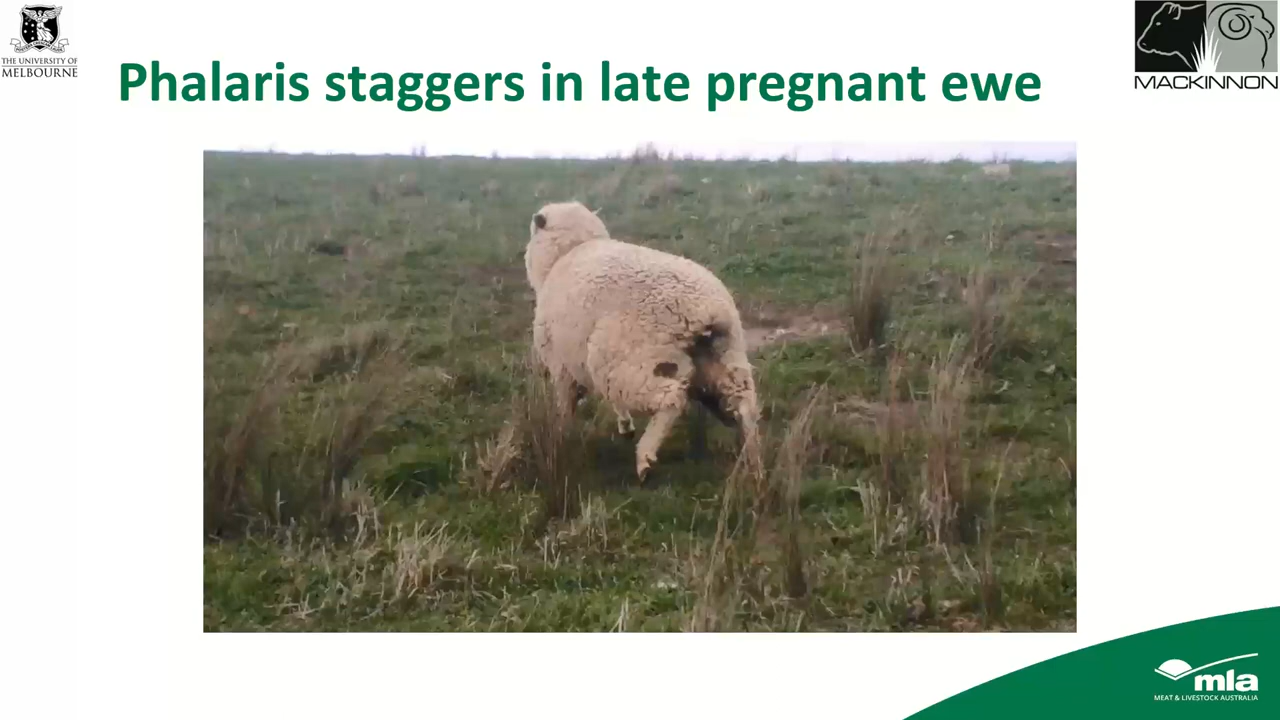 THE UNIVERSITY OF
MELBOURNE
MACKINNON
Phalaris staggers in late pregnant ewe
mla
MEAT & LIVESTOCK AUSTRALIA